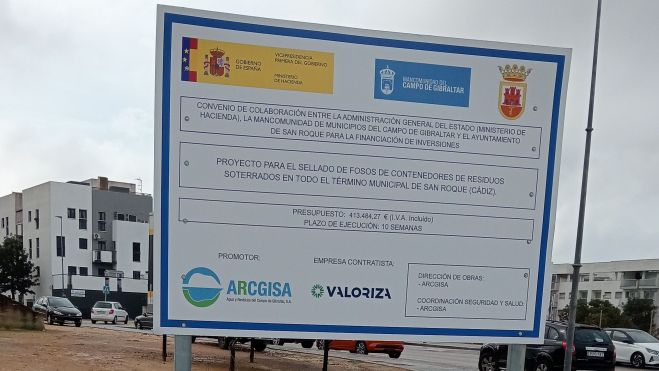 GOBIERNO
DE ESPAÑA
VICEPRESIDENCIA
PRIMERA DEL GOBIERNO
MINISTERIO
DE HACIENDA
MANCOMUNIDAD DEL
CAMPO DE GIBRALTAR
CONVENIO DE COLABORACIÓN ENTRE LA ADMINISTRACIÓN GENERAL DEL ESTADO (MINISTERIO DE
HACIENDA), LA MANCOMUNIDAD DE MUNICIPIOS DEL CAMPO DE GIBRALTAR Y EL AYUNTAMIENTO
DE SAN ROQUE PARA LA FINANCIACIÓN DE INVERSIONES
PROYECTO PARA EL SELLADO DE FOSOS DE CONTENEDORES DE RESIDUOS
SOTERRADOS EN TODO EL TÉRMINO MUNICIPAL DE SAN ROQUE (CÁDIZ).
PRESUPUESTO: 413.484,27 € (I.V.A. Incluido)
PLAZO DE EJECUCIÓN: 10 SEMANAS
PROMOTOR:
ARCGISA
Agua y Residuos del Campo de Gibraltar, S.A.
EMPRESA CONTRATISTA:
VALORIZA
DIRECCIÓN DE OBRAS:
- ARCGISA
COORDINACIÓN SEGURIDAD Y SALUD:
- ARCGISA